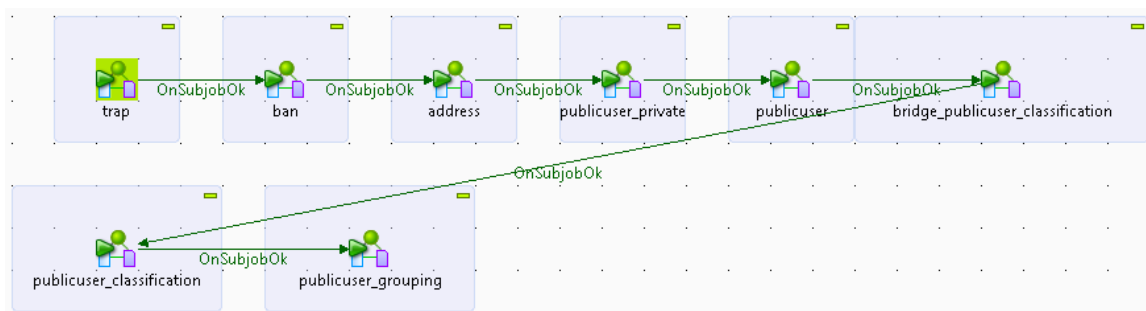 OnSubjobOk OnSubjobOk OnSubjobOk OnSubjobOk OnSubjobOk
trap ban address publicuser_private publicuser bridge_publicuser_classification
OnSubjobOk
OnSubjobOk
publicuser_classification publicuser_grouping